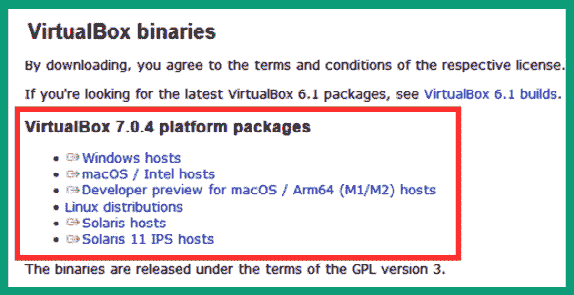 VirtualBox binaries
By downloading, you agree to the terms and conditions of the respective license.
If you're looking for the latest VirtualBox 6.1 packages, see VirtualBox 6.1 builds.
VirtualBox 7.0.4 platform packages
Windows hosts
macOS / Intel hosts
Developer preview for macOS / Arm64 (M1/M2) hosts
Linux distributions
Solaris hosts
Solaris 11 IPS hosts
The binaries are released under the terms of the GPL version 3.